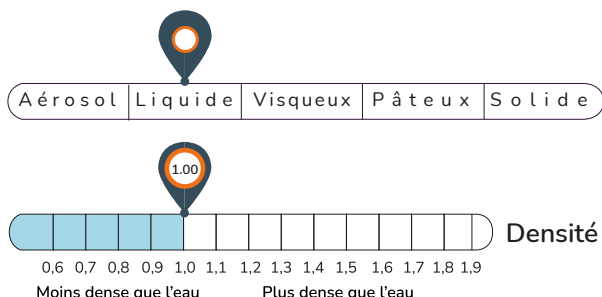 Aérosol Liquide Visqueux Pâteux Solide
1.00
Densité
0,6 0,7 0,8 0,9 1,0 1,1 1,2 1,3 1,4 1,5 1,6 1,7 1,8 1,9
Moins dense que l'eau Plus dense que l'eau